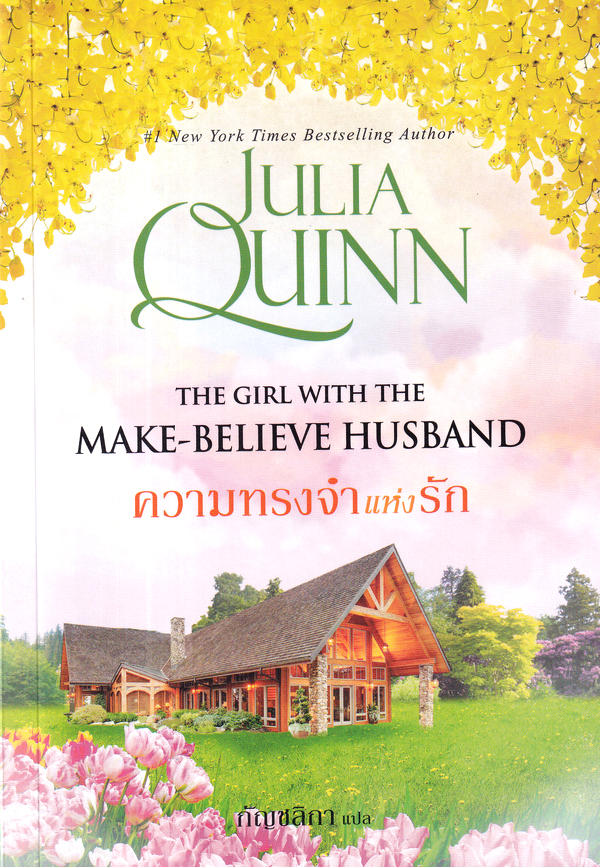 #1 New York Times Bestselling Author
JULIA
QUINN
THE GIRL WITH THE
MAKE-BELIEVE HUSBAND
ความทรงจำแห่งรัก
กัญชลิกา แปล